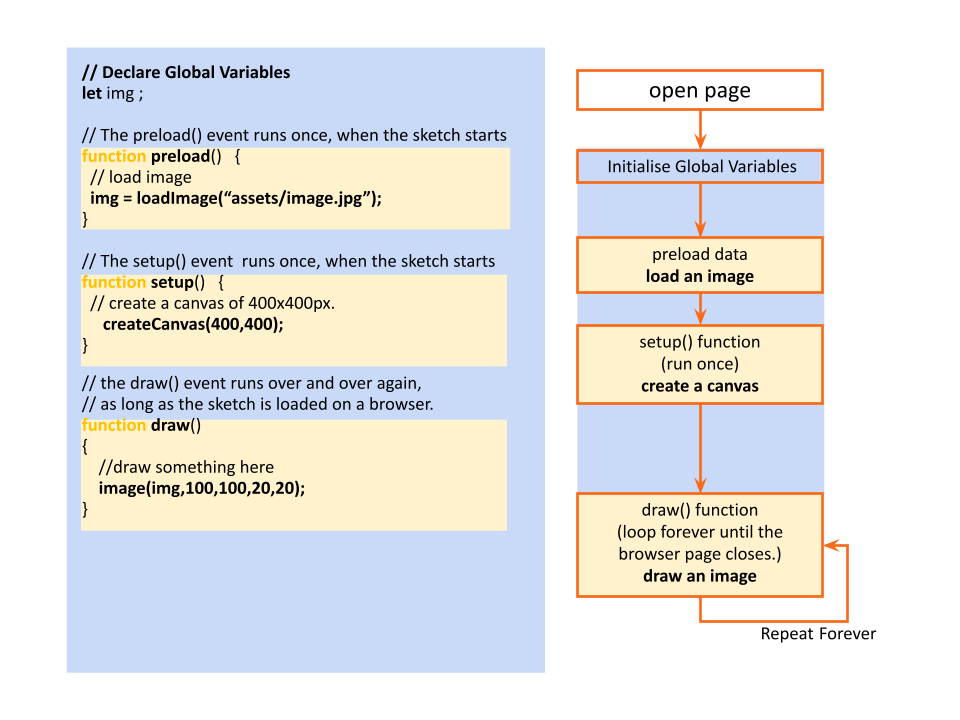 // Declare Global Variables
let img ;
// The preload() event runs once, when the sketch starts
function preload() {
// load image
img = loadImage(“assets/image.jpg”);
}
// The setup() event runs once, when the sketch starts
function setup() {
// create a canvas of 400x400px.
createCanvas(400,400);
}
// the draw() event runs over and over again,
// as long as the sketch is loaded on a browser.
function draw()
{
//draw something here
image(img,100,100,20,20);
}
open page
Initialise Global Variables
preload data
load an image
setup() function
(run once)
create a canvas
draw() function
(loop forever until the
browser page closes.)
draw an image
Repeat Forever